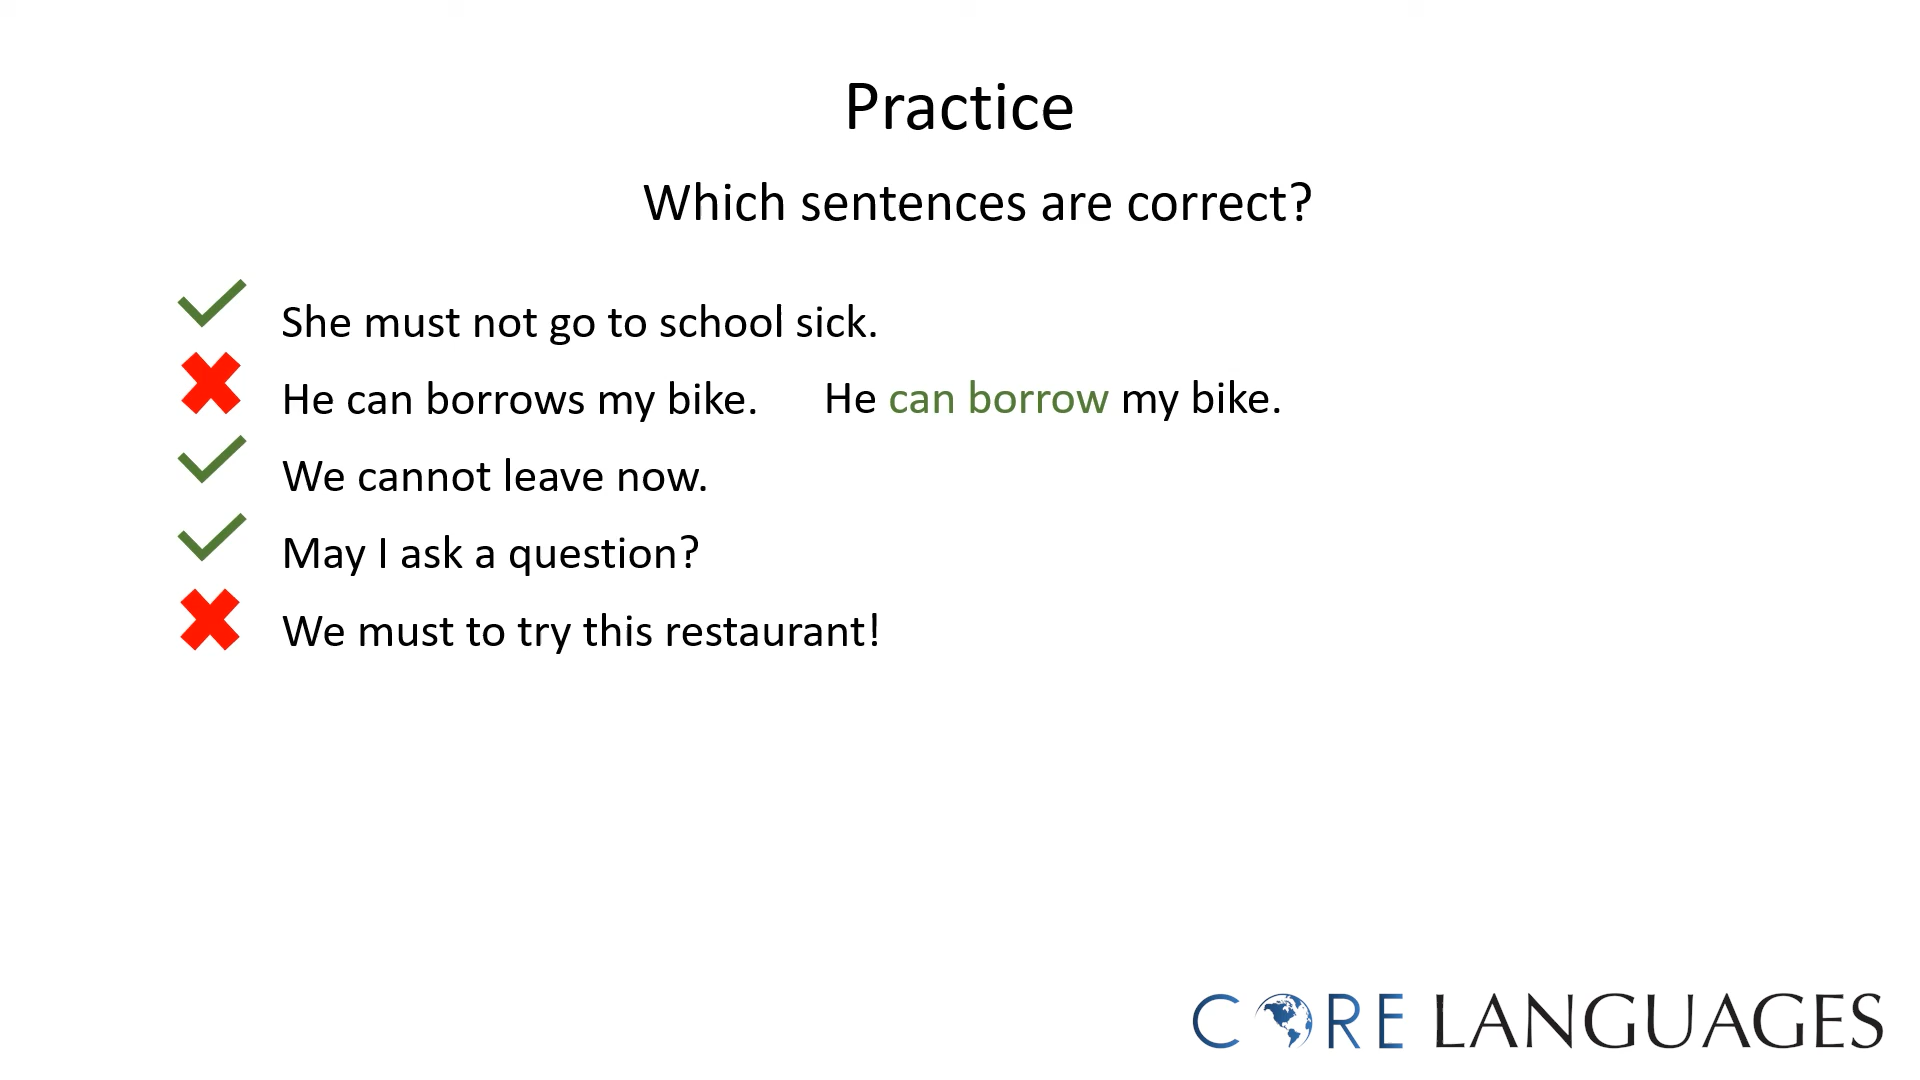 Practice
Which sentences are correct?
She must not go to school sick.
He can borrows my bike. He can borrow my bike.
We cannot leave now.
May I ask a question?
We must to try this restaurant!
CORE LANGUAGES